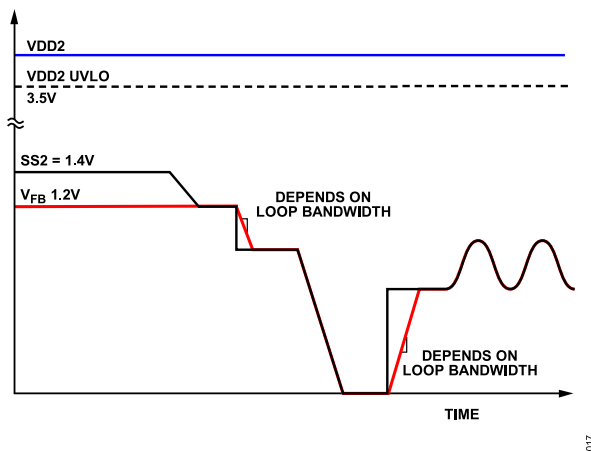 VDD2
VDD2 UVLO
3.5V
SS2 = 1.4V
VFB 1.2V
DEPENDS ON
LOOP BANDWIDTH
DEPENDS ON
LOOP BANDWIDTH
TIME
017